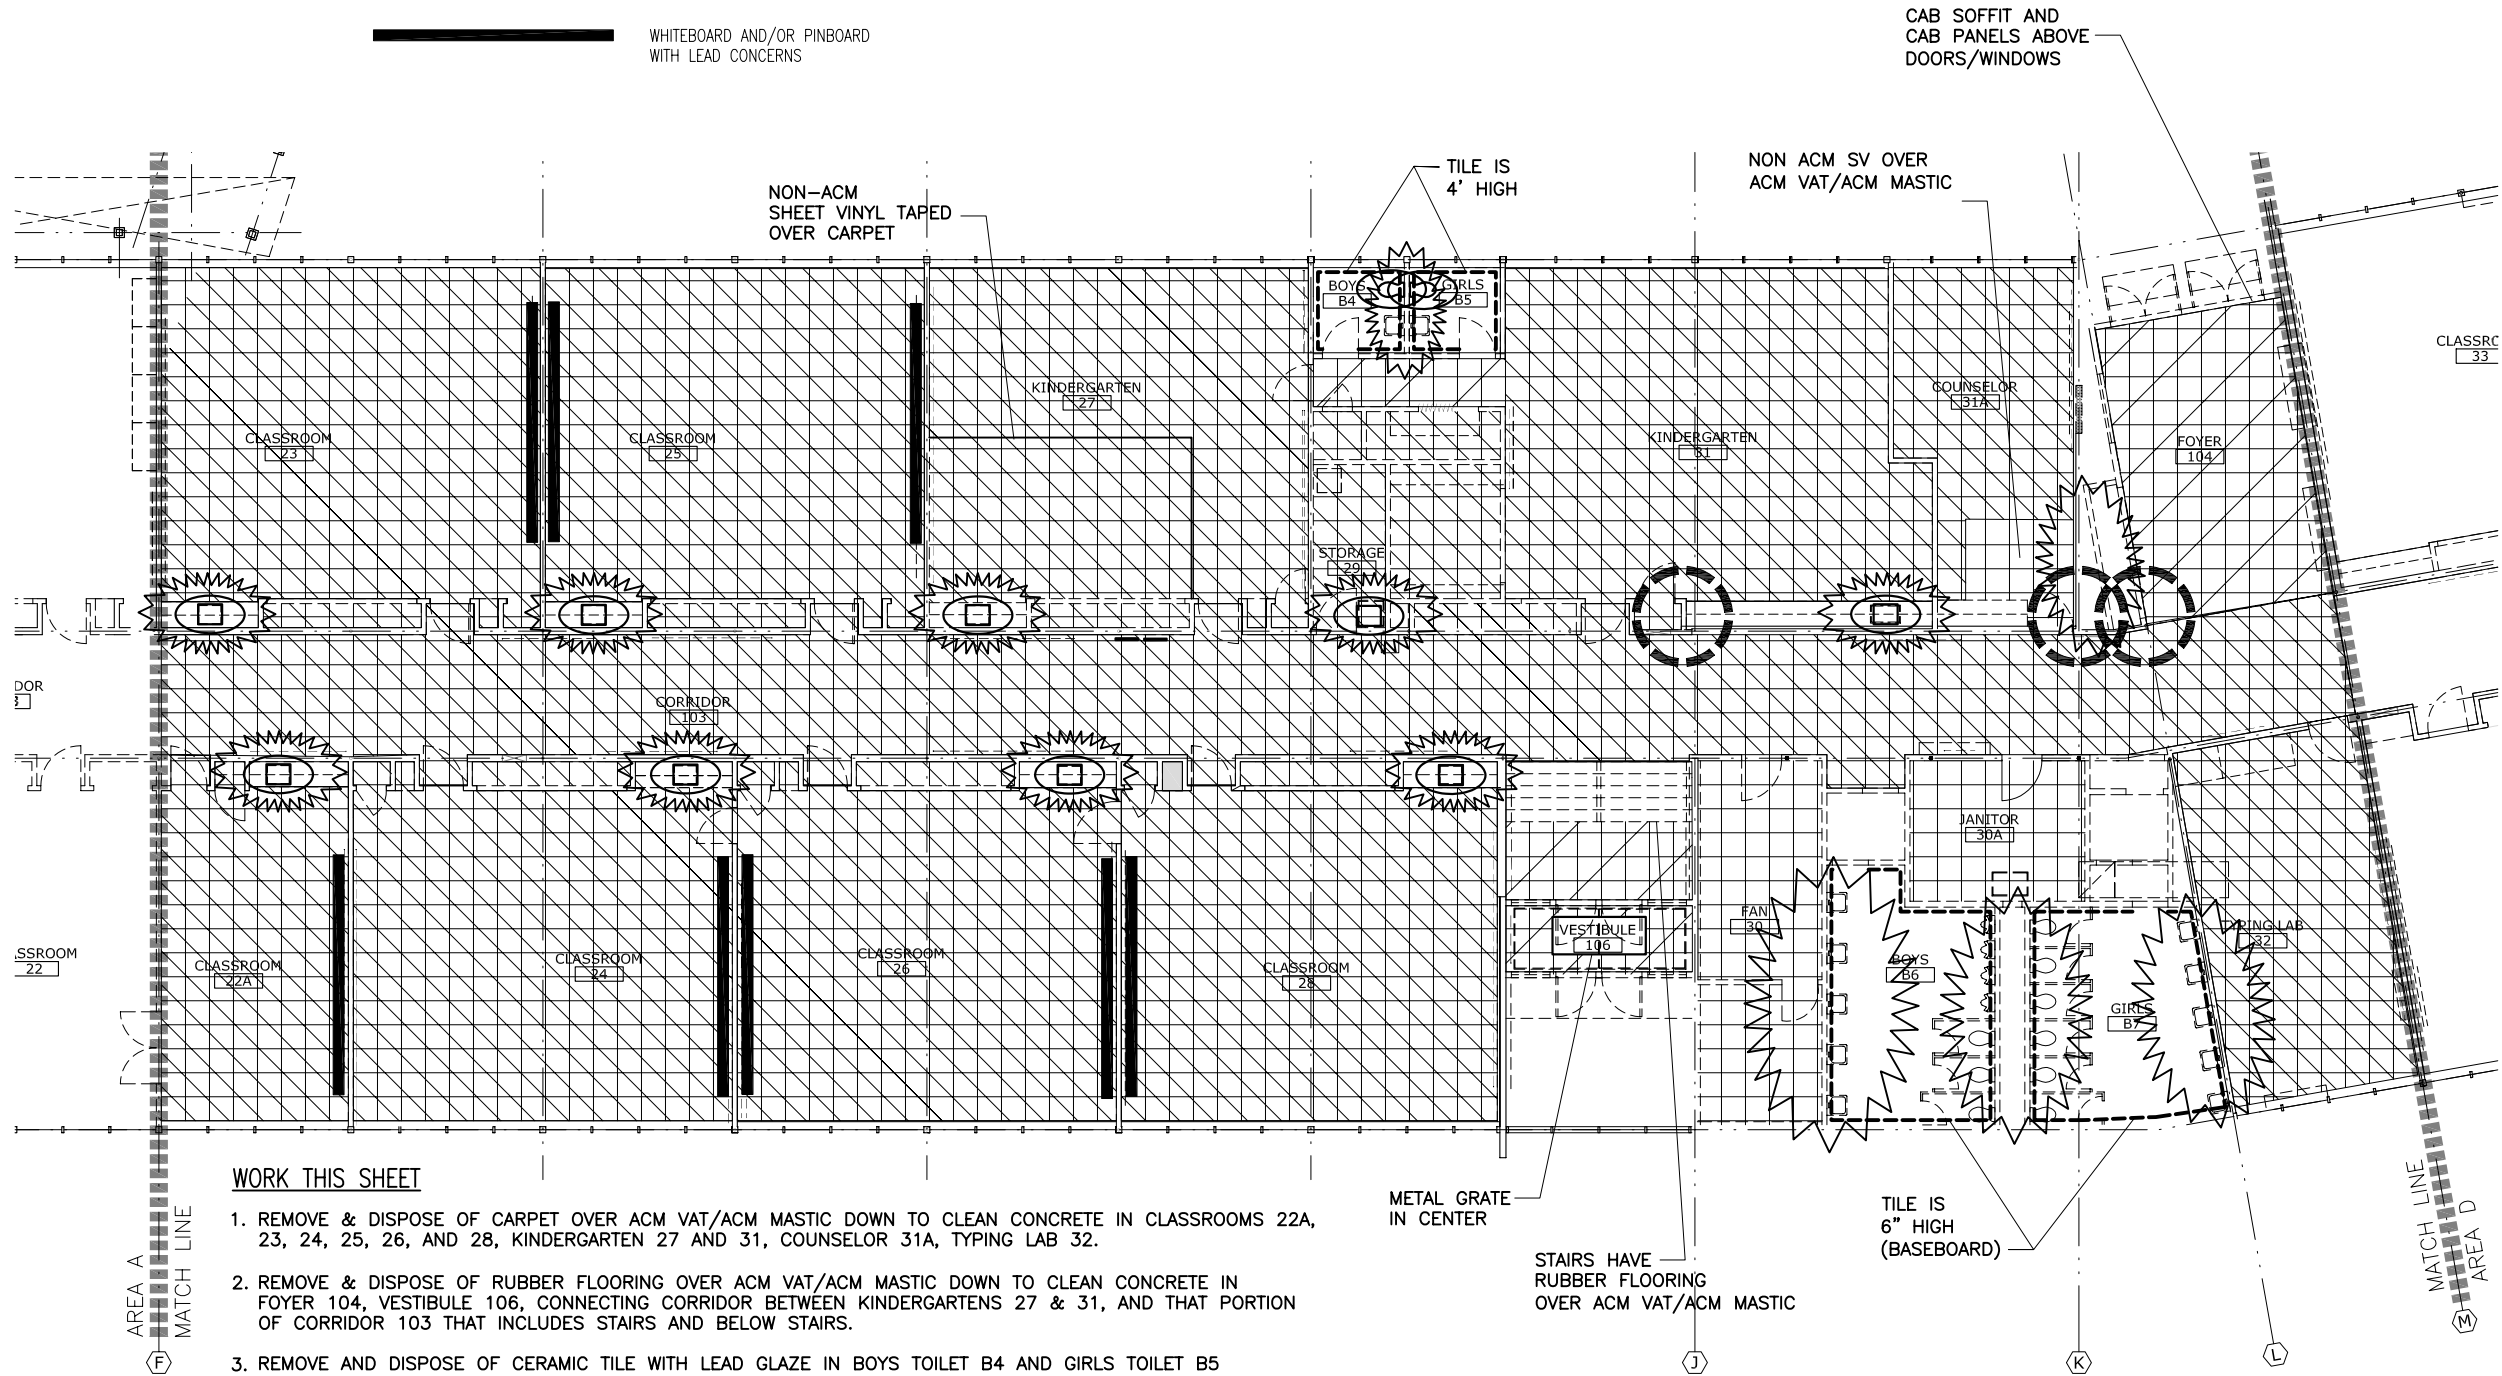 WHITEBOARD AND/OR PINBOARD
WITH LEAD CONCERNS
CAB SOFFIT AND
CAB PANELS ABOVE
DOORS/WINDOWS
NON-ACM
SHEET VINYL TAPED
OVER CARPET
TILE IS
4' HIGH
NON ACM SV OVER
ACM VAT/ACM MASTIC
BOYS
B4
GIRLS
B5
CLASSROOM
23
CLASSROOM
25
KINDERGARTEN
27
KINDERGARTEN
31
COUNSELOR
31A
FOYER
104
CLASSRO
33
STORAGE
29
DOR
3
CORRIDOR
103
JANITOR
30A
FAN
30
VESTIBULE
106
BOYS
B6
GIRLS
B7
TYPING LAB
32
ASSROOM
22
CLASSROOM
22A
CLASSROOM
24
CLASSROOM
26
CLASSROOM
28
METAL GRATE
IN CENTER
STAIRS HAVE
RUBBER FLOORING
OVER ACM VAT/ACM MASTIC
TILE IS
6" HIGH
(BASEBOARD)
WORK THIS SHEET
1. REMOVE & DISPOSE OF CARPET OVER ACM VAT/ACM MASTIC DOWN TO CLEAN CONCRETE IN CLASSROOMS 22A,
23, 24, 25, 26, AND 28, KINDERGARTEN 27 AND 31, COUNSELOR 31A, TYPING LAB 32.
2. REMOVE & DISPOSE OF RUBBER FLOORING OVER ACM VAT/ACM MASTIC DOWN TO CLEAN CONCRETE IN
FOYER 104, VESTIBULE 106, CONNECTING CORRIDOR BETWEEN KINDERGARTENS 27 & 31, AND THAT PORTION
OF CORRIDOR 103 THAT INCLUDES STAIRS AND BELOW STAIRS.
3. REMOVE AND DISPOSE OF CERAMIC TILE WITH LEAD GLAZE IN BOYS TOILET B4 AND GIRLS TOILET B5
AREA A
MATCH LINE
MATCH LINE
AREA D
F
J
K
L
M